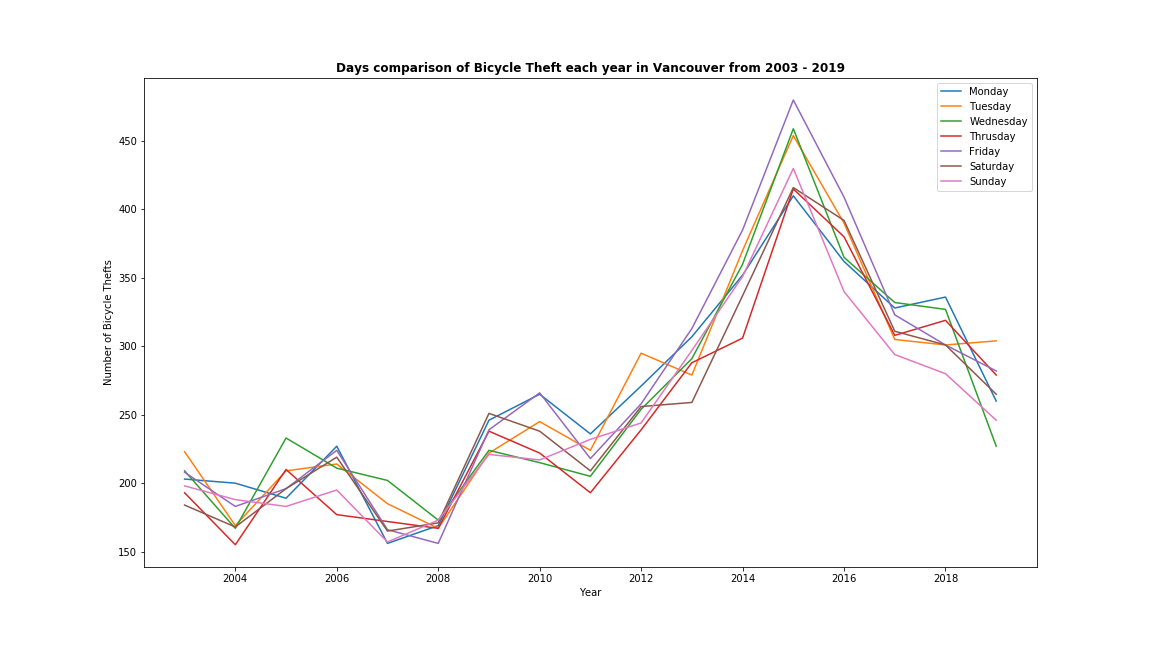 Days comparison of Bicycle Theft each year in Vancouver from 2003 - 2019
Monday
Tuesday
Wednesday
Thrusday
Friday
Saturday
Sunday
450
400
350
300
250
200
150
Number of Bicycle Thefts
2004 2006 2008 2010 2012 2014 2016 2018
Year